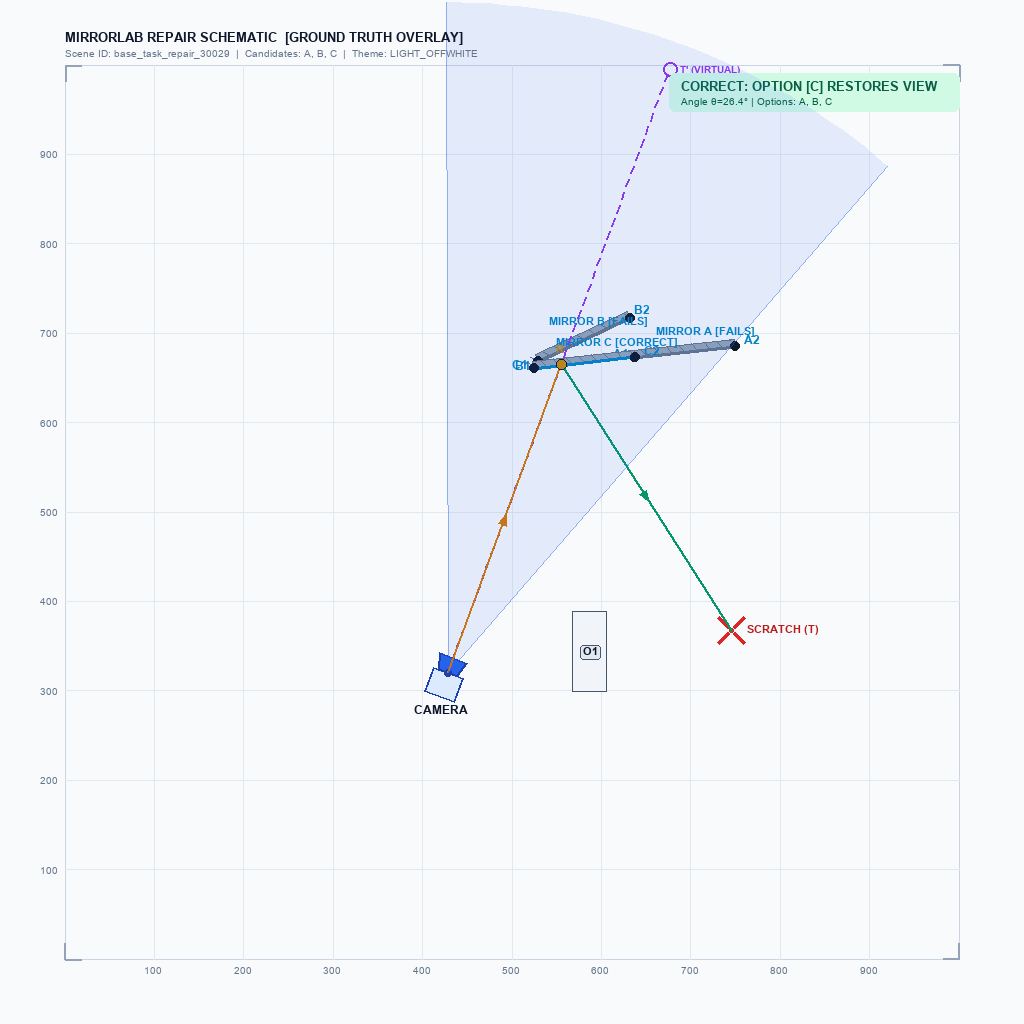 MIRRORLAB REPAIR SCHEMATIC [GROUND TRUTH OVERLAY]
Scene ID: base_task_repair_30029 | Candidates: A, B, C | Theme: LIGHT_OFFWHITE
T' (VIRTUAL)
CORRECT: OPTION [C] RESTORES VIEW
Angle θ=26.4° | Options: A, B, C
900
800
700
600
500
400
300
200
100
B2
MIRROR B [FAILS]
MIRROR A [FAILS]
A2
MIRROR C [CORRECT]
C2
O1
SCRATCH (T)
CAMERA
100
200
300
400
500
600
700
800
900